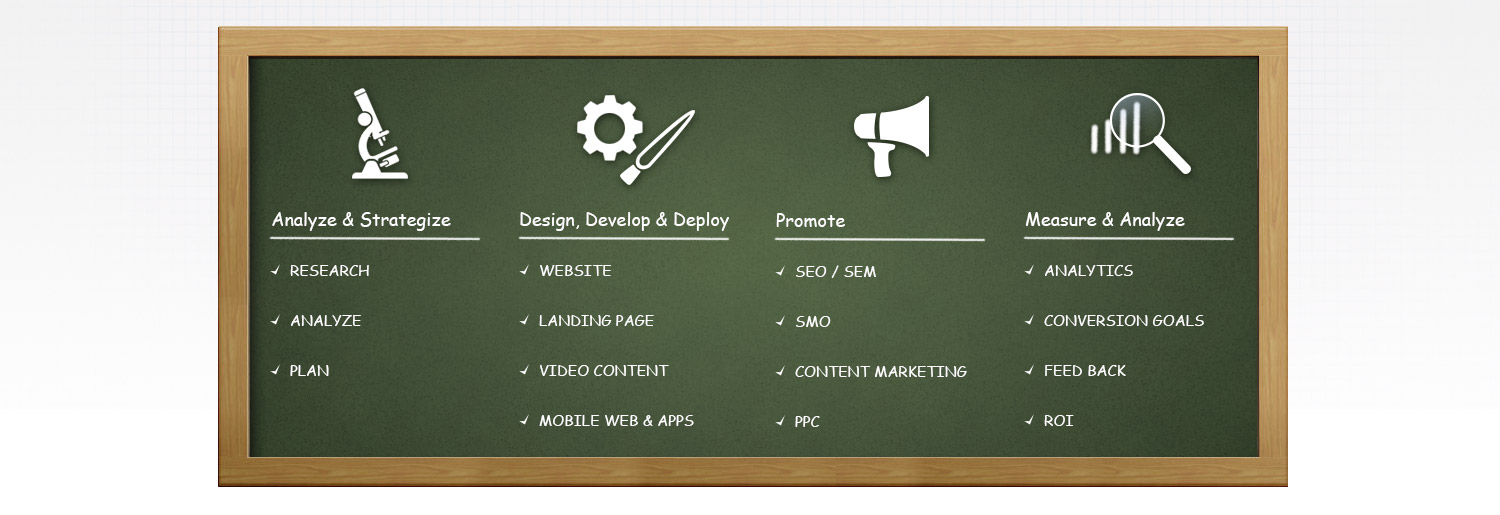 Analyze & Strategize
RESEARCH
ANALYZE
PLAN
Design, Develop & Deploy
WEBSITE
LANDING PAGE
VIDEO CONTENT
MOBILE WEB & APPS
Promote
SEO / SEM
SMO
CONTENT MARKETING
PPC
Measure & Analyze
ANALYTICS
CONVERSION GOALS
FEED BACK
ROI